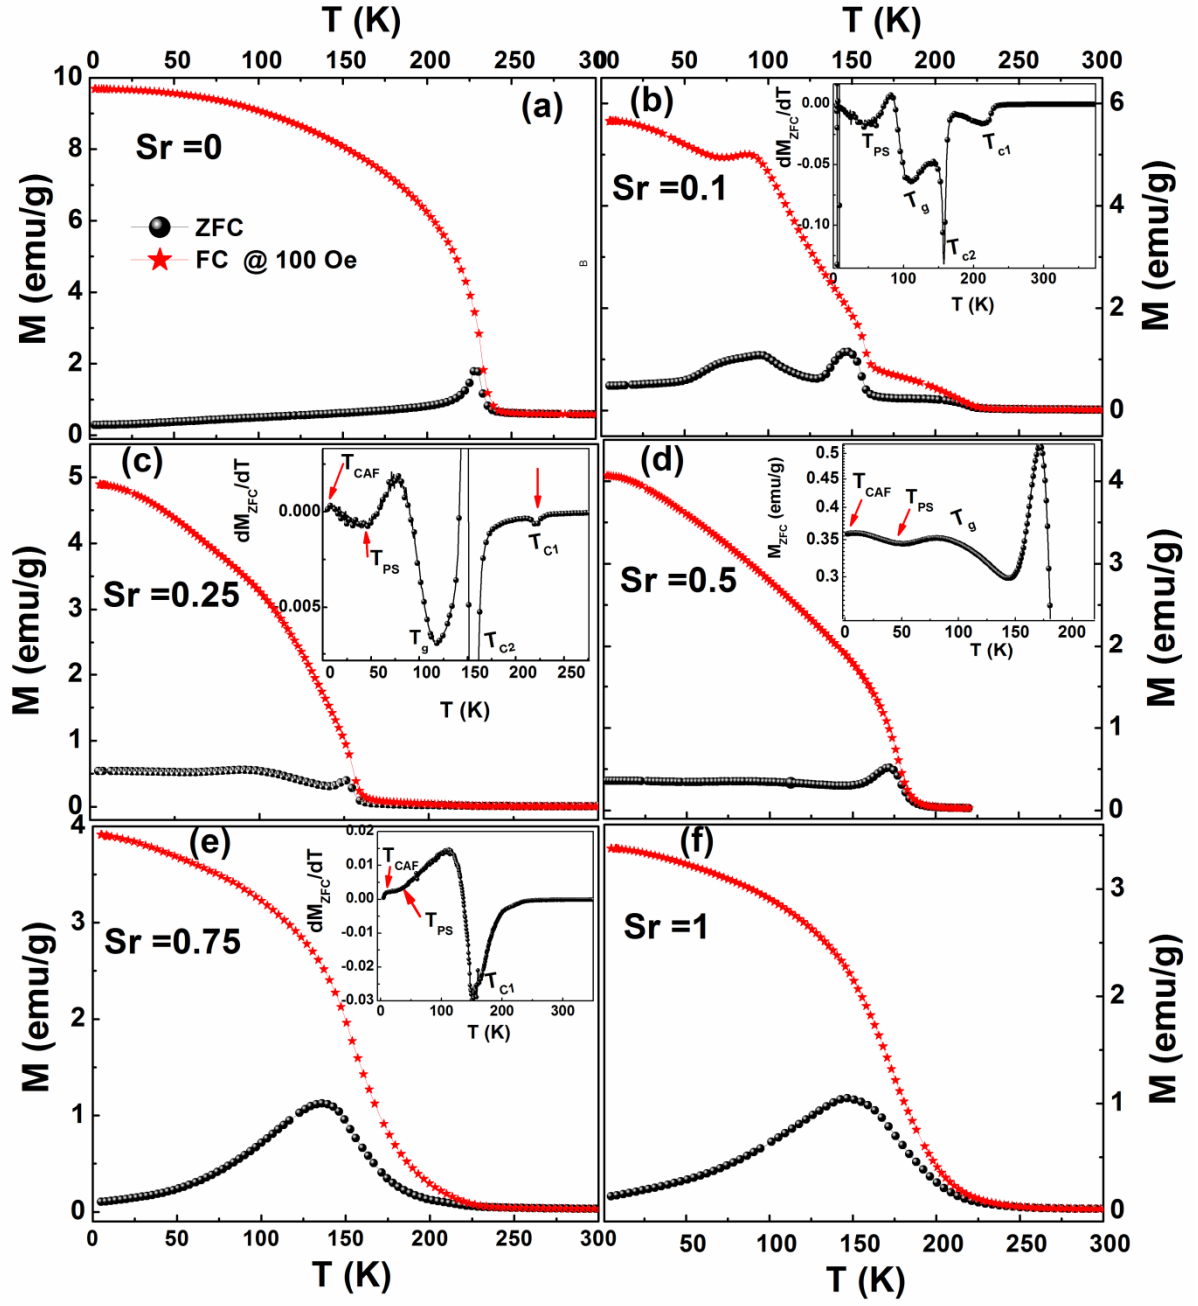 T (K) T (K)
0 50 100 150 200 250 300 50 100 150 200 250 300
(a)
Sr =0
ZFC
FC @ 100 Oe
B
M (emu/g)
10
8
6
4
2
0
(b)
Sr =0.1
M (emu/g)
6
4
2
0
dM_ZFC/dT
0.00
-0.05
-0.10
T_PS
T_g
T_c2
T_c1
0 100 200 300
T (K)
(c)
Sr =0.25
M (emu/g)
5
4
3
2
1
0
dM_ZFC/dT
0.000
-0.005
T_CAF
T_PS
T_g
T_C2
T_C1
0 50 100 150 200 250
T (K)
(d)
Sr =0.5
M (emu/g)
4
3
2
1
0
M_ZFC (emu/g)
0.5
0.45
0.4
0.35
0.3
T_CAF
T_PS
T_g
0 50 100 150 200
T (K)
(e)
Sr =0.75
M (emu/g)
4
3
2
1
0
dM_ZFC/dT
0.015
0.00
-0.01
-0.02
-0.03
T_CAF
T_PS
T_C1
0 100 200 300
T (K)
(f)
Sr =1
M (emu/g)
3
2
1
0
0 50 100 150 200 250 300 50 100 150 200 250 300
T (K) T (K)